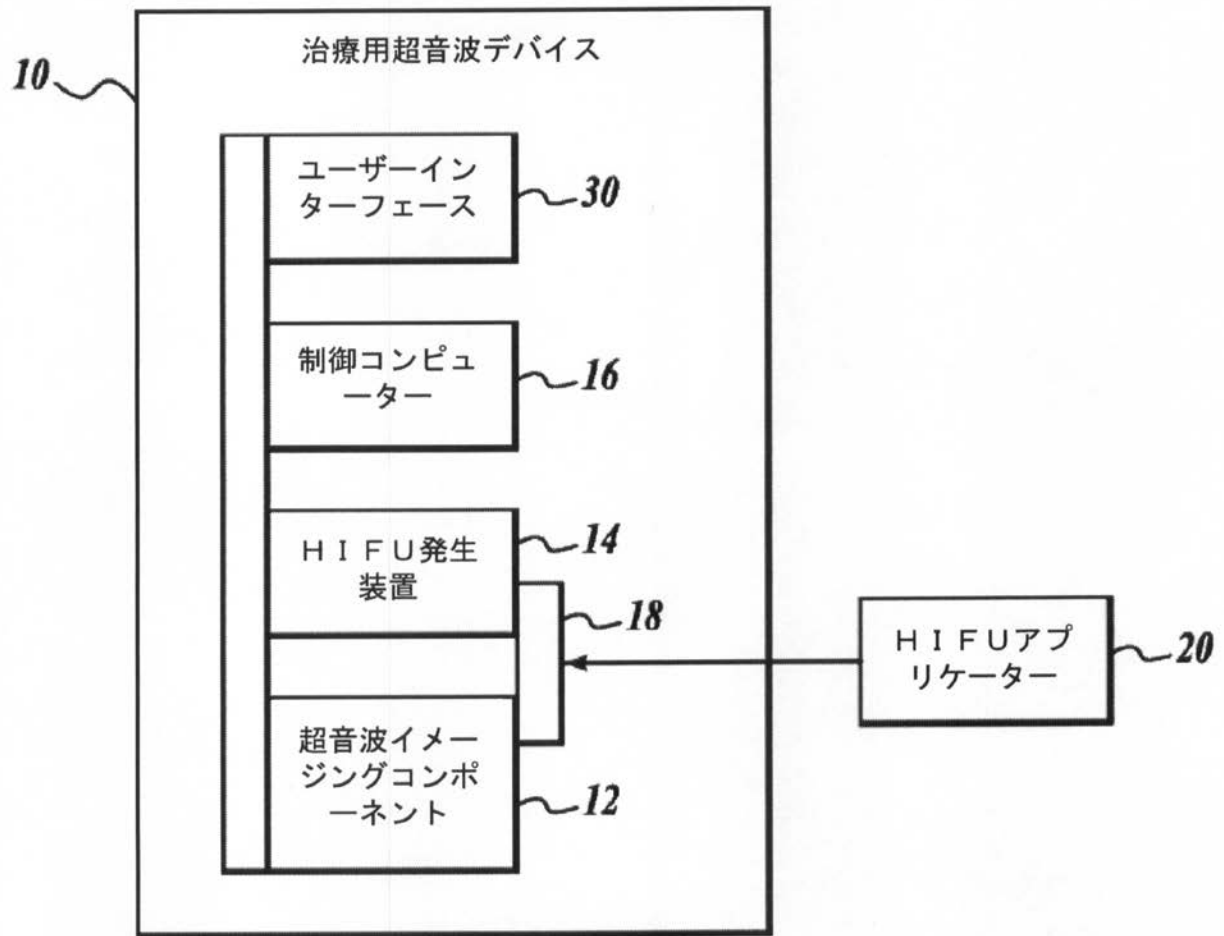 治療用超音波デバイス
10
ユーザーイン
ターフェース
30
制御コンピュ
ーター
16
HIFU発生
装置
14
18
HIFUアプ
リケーター
20
超音波イメー
ジングコンポ
ーネント
12